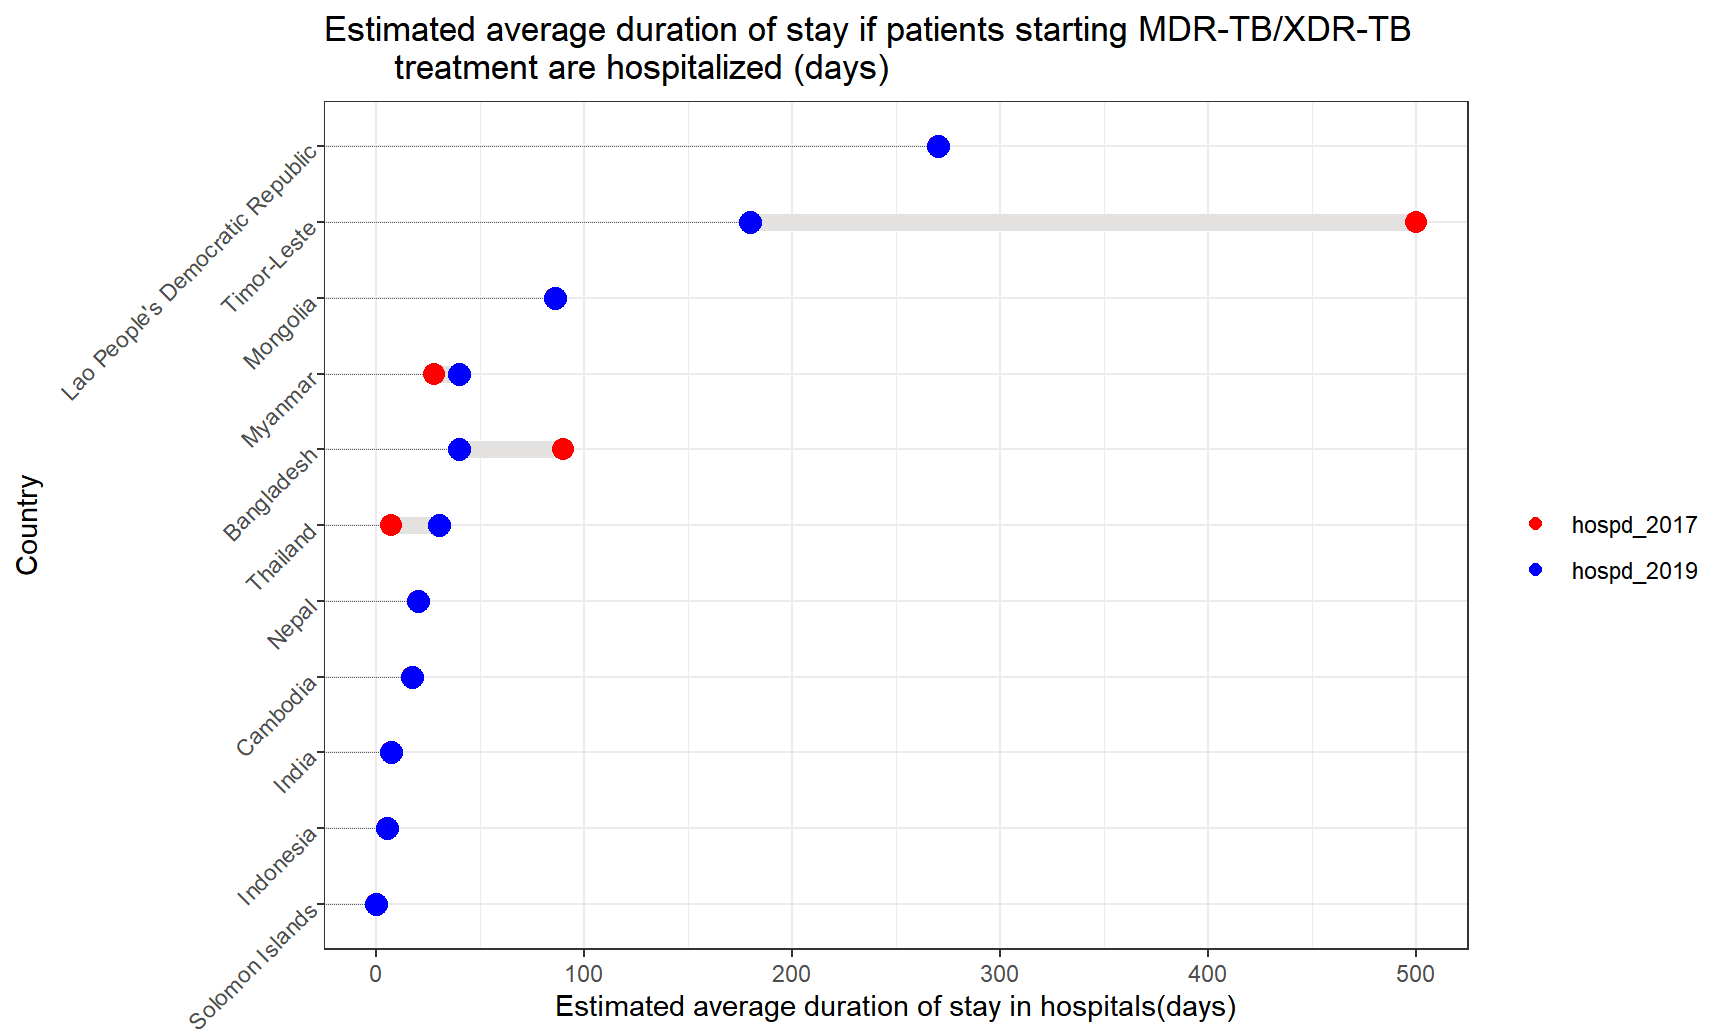 Estimated average duration of stay if patients starting MDR-TB/XDR-TB
treatment are hospitalized (days)
Country
Lao People's Democratic Republic
Timor-Leste
Mongolia
Myanmar
Bangladesh
Thailand
Nepal
Cambodia
India
Indonesia
Solomon Islands
0 100 200 300 400 500
Estimated average duration of stay in hospitals(days)
hospd_2017
hospd_2019